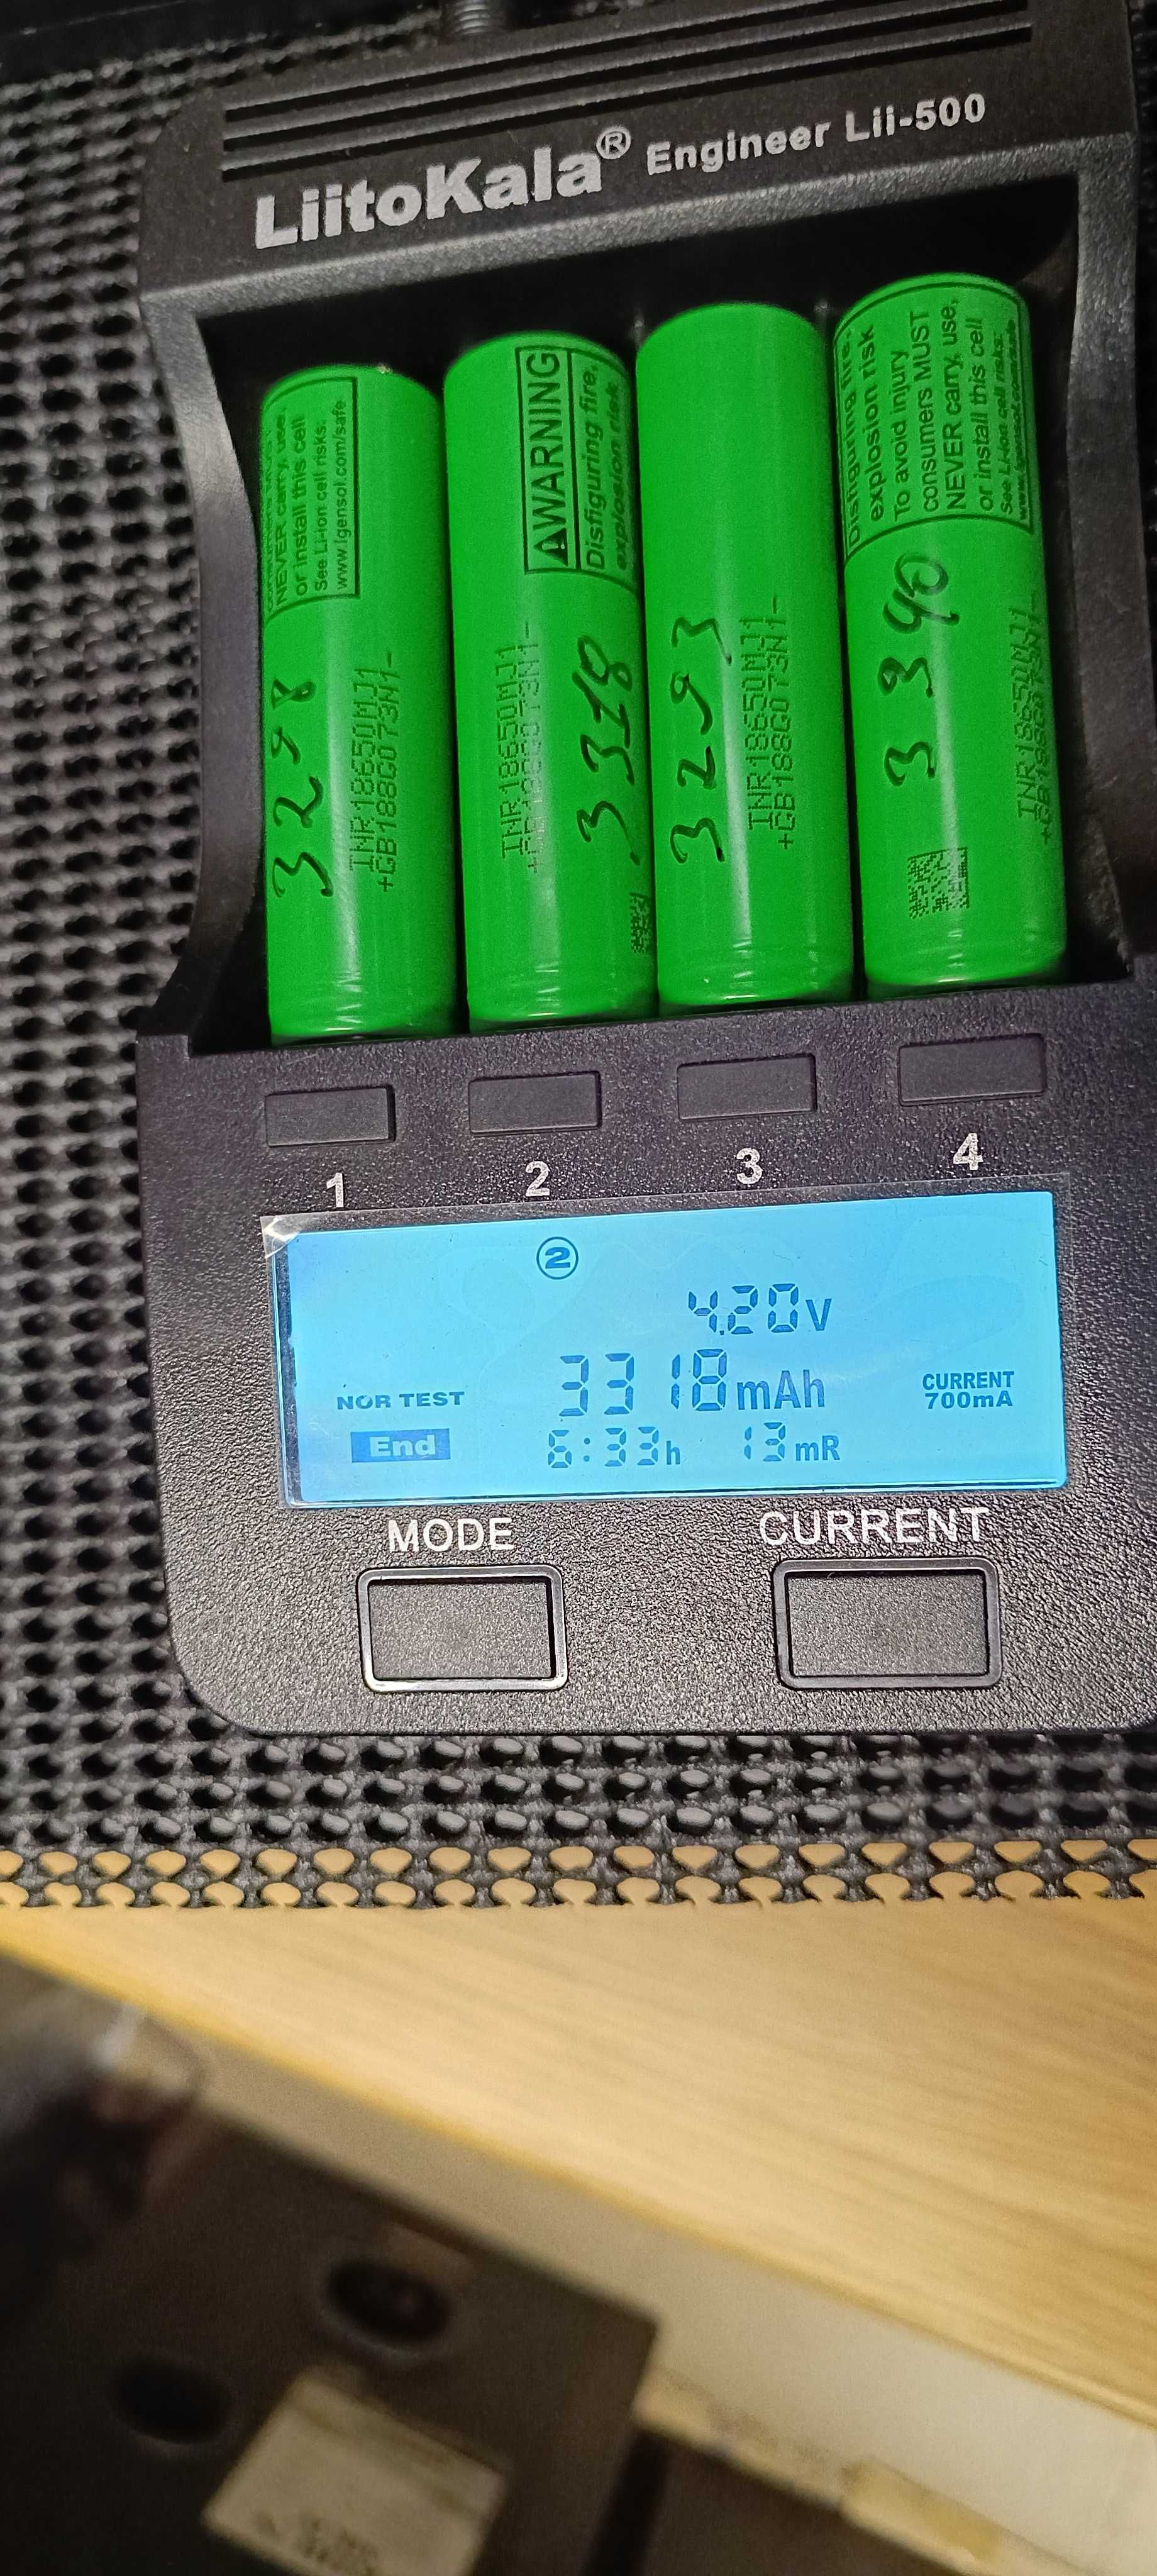 LiitoKala® Engineer Lii-500
NEVER carry, use,
or install this cell
See Li-ion cell risks.
www.lgensol.com/safe
3298
INR18650MJ1
+GB188G073N1-
⚠WARNING
Disfiguring fire,
explosion risk
INR18650MJ1
3318
3293
INR18650MJ1
+GB188G073N1-
Disfiguring fire,
explosion risk
To avoid injury
consumers MUST
NEVER carry, use,
or install this cell
See Li-ion cell risks:
3340
INR18650MJ1
+GB188G073N1-
1 2 3 4
②
4.20V
3318mAh
NOR TEST
CURRENT
700mA
End
6:33h 13mR
MODE CURRENT